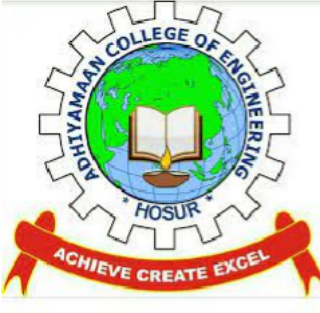 ADHIYAMAAN COLLEGE OF ENGINEERING
* HOSUR *
ACHIEVE CREATE EXCEL